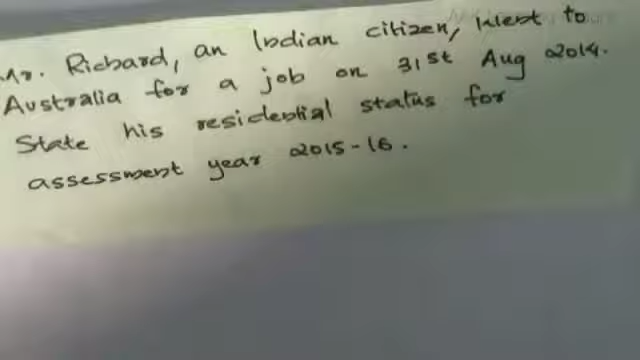 Mr. Richard, an Indian citizen, went to
Australia for a job on 31st Aug 2014.
State his residential status for
assessment year 2015-16.